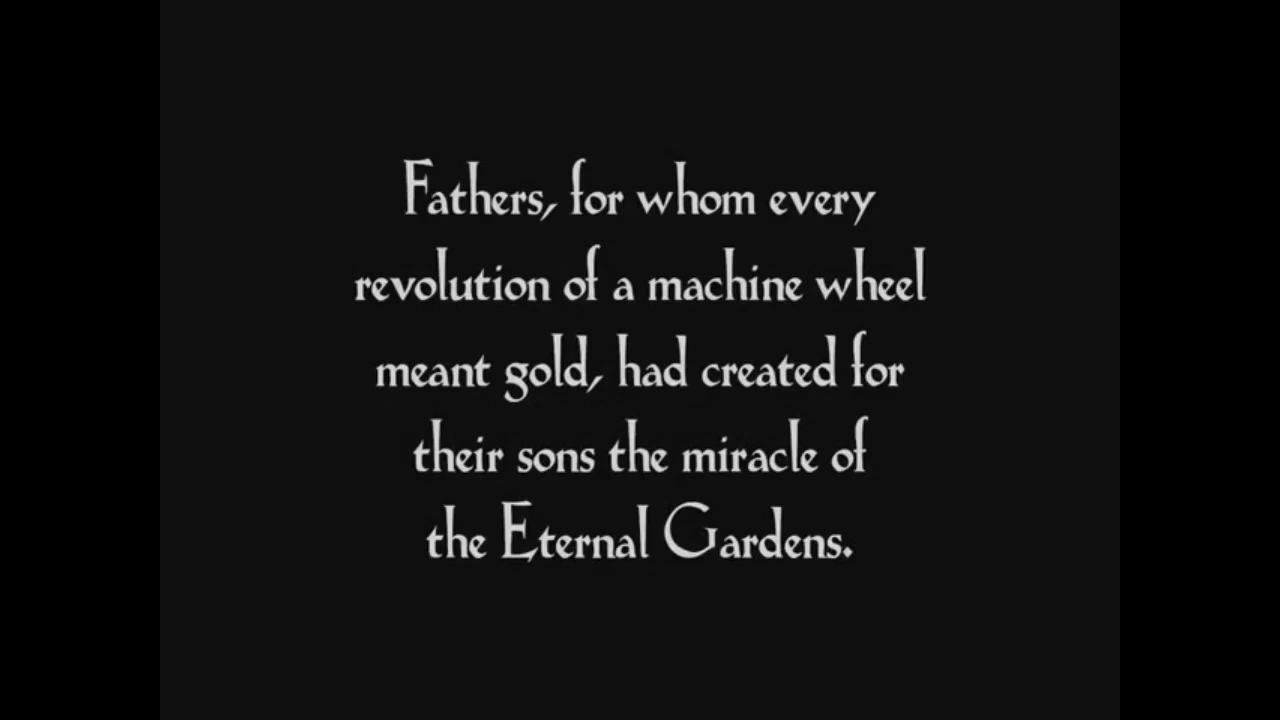 Fathers, for whom every
revolution of a machine wheel
meant gold, had created for
their sons the miracle of
the Eternal Gardens.